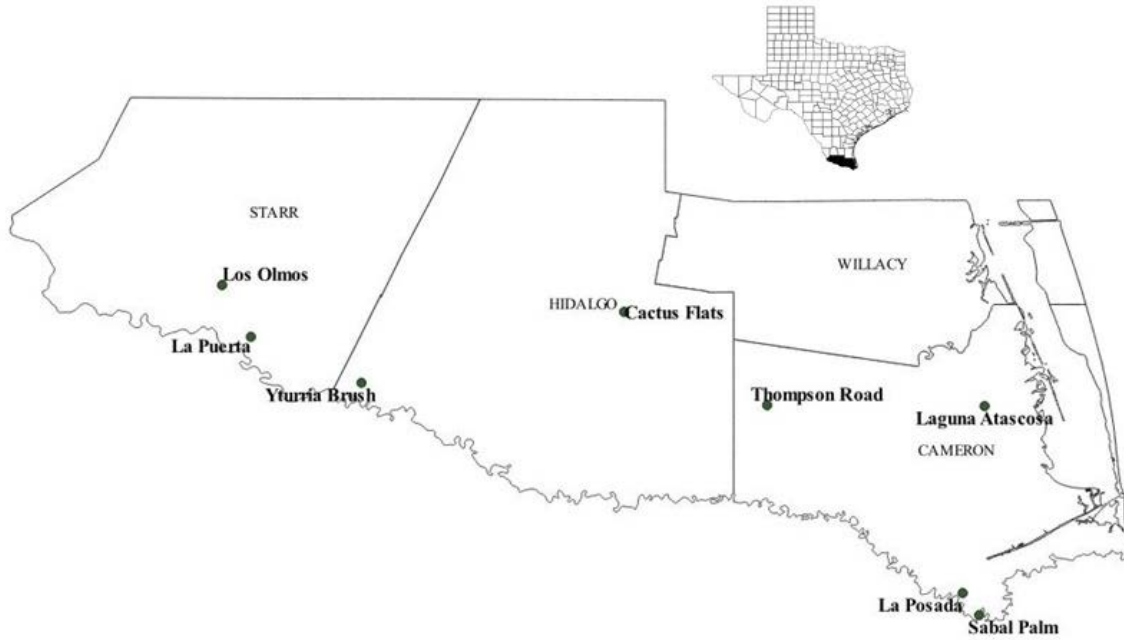 STARR
Los Olmos
WILLACY
HIDALGO
Cactus Flats
La Puerta
Yturria Brush
Thompson Road
Laguna Atascosa
CAMERON
La Posada
Sabal Palm